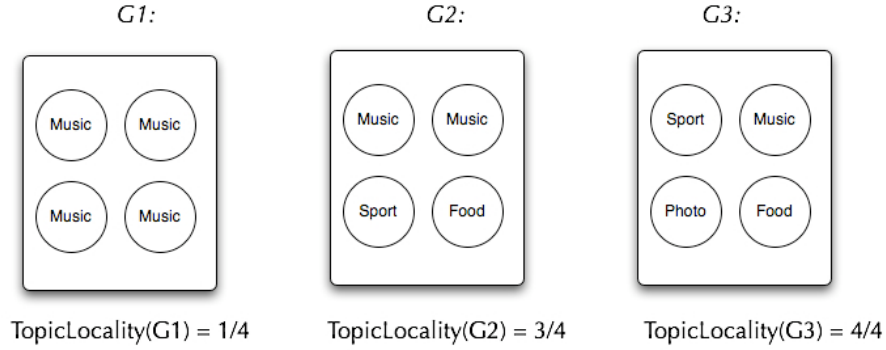 G1: G2: G3:
Music Music Music Music Sport Music
Music Music Sport Food Photo Food
TopicLocality(G1) = 1/4 TopicLocality(G2) = 3/4 TopicLocality(G3) = 4/4